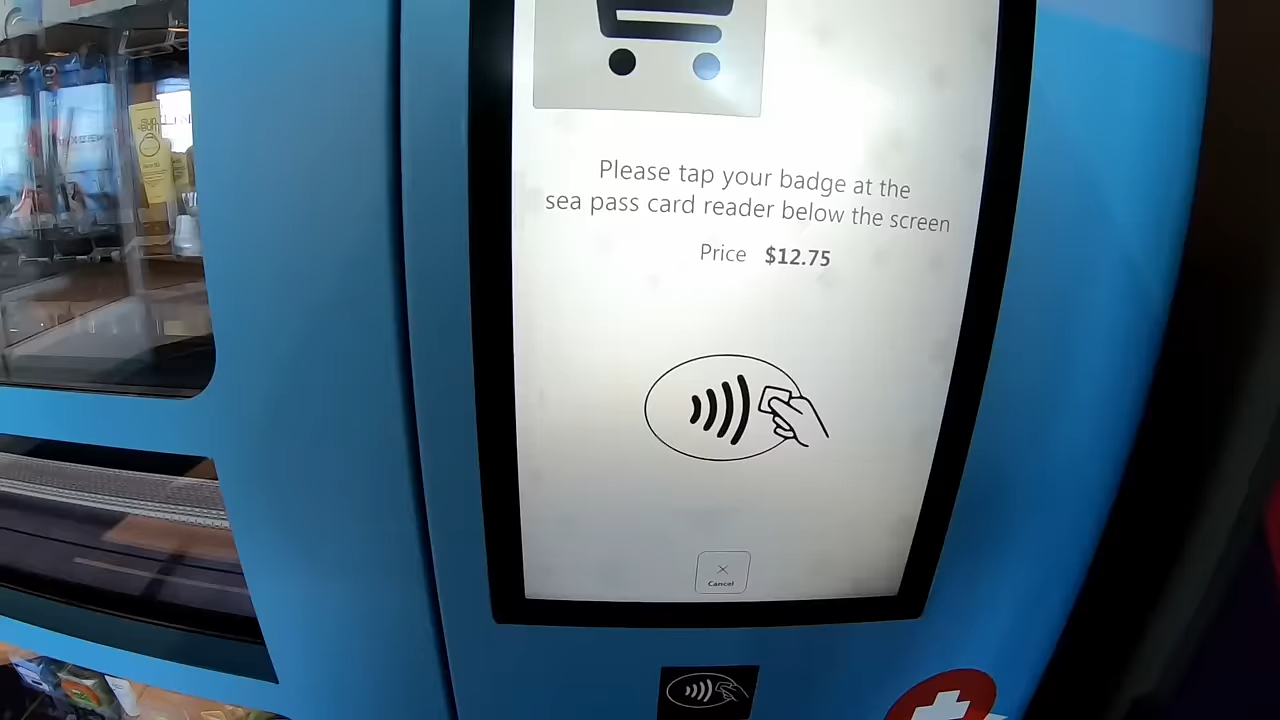 Please tap your badge at the
sea pass card reader below the screen
Price $12.75
Cancel